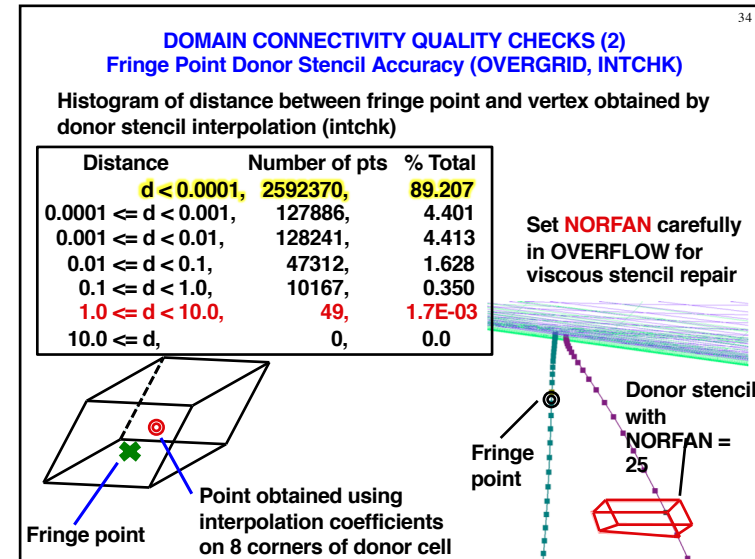 34
DOMAIN CONNECTIVITY QUALITY CHECKS (2)
Fringe Point Donor Stencil Accuracy (OVERGRID, INTCHK)
Histogram of distance between fringe point and vertex obtained by
donor stencil interpolation (intchk)
Distance Number of pts % Total
d < 0.0001, 2592370, 89.207
0.0001 <= d < 0.001, 127886, 4.401
0.001 <= d < 0.01, 128241, 4.413
0.01 <= d < 0.1, 47312, 1.628
0.1 <= d < 1.0, 10167, 0.350
1.0 <= d < 10.0, 49, 1.7E-03
10.0 <= d, 0, 0.0
Set NORFAN carefully
in OVERFLOW for
viscous stencil repair
Donor stencil
with
NORFAN =
25
Fringe
point
Point obtained using
interpolation coefficients
on 8 corners of donor cell
Fringe point